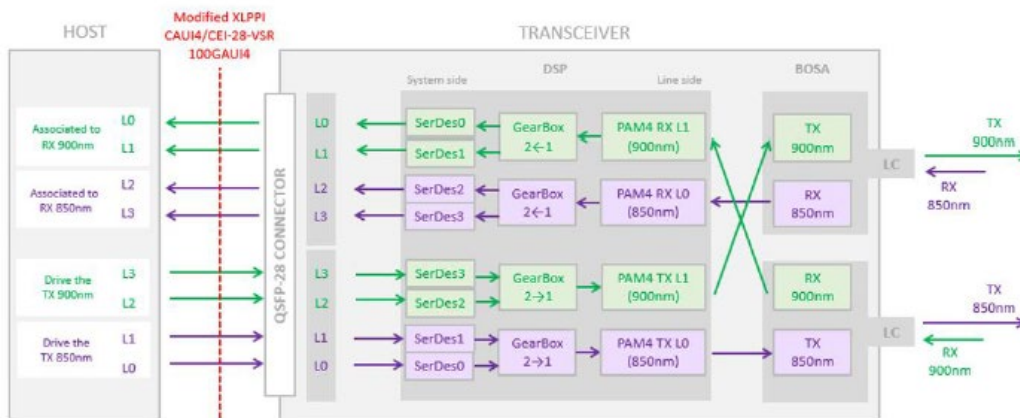 HOST
Modified XLPPI
CAUI4/CEI-28-VSR
100GAUI4
TRANSCEIVER
DSP
BOSA
System side
Line side
Associated to
RX 900nm
L0
L1
Associated to
RX 850nm
L2
L3
Drive the
TX 900nm
L3
L2
Drive the
TX 850nm
L1
L0
QSFP-28 CONNECTOR
L0
L1
L2
L3
L3
L2
L1
L0
SerDes0
SerDes1
GearBox
2←1
PAM4 RX L1
(900nm)
SerDes2
SerDes3
GearBox
2←1
PAM4 RX L0
(850nm)
SerDes3
SerDes2
GearBox
2→1
PAM4 TX L1
(900nm)
SerDes1
SerDes0
GearBox
2→1
PAM4 TX L0
(850nm)
TX
900nm
RX
850nm
RX
900nm
TX
850nm
LC
LC
TX
900nm
RX
850nm
TX
850nm
RX
900nm